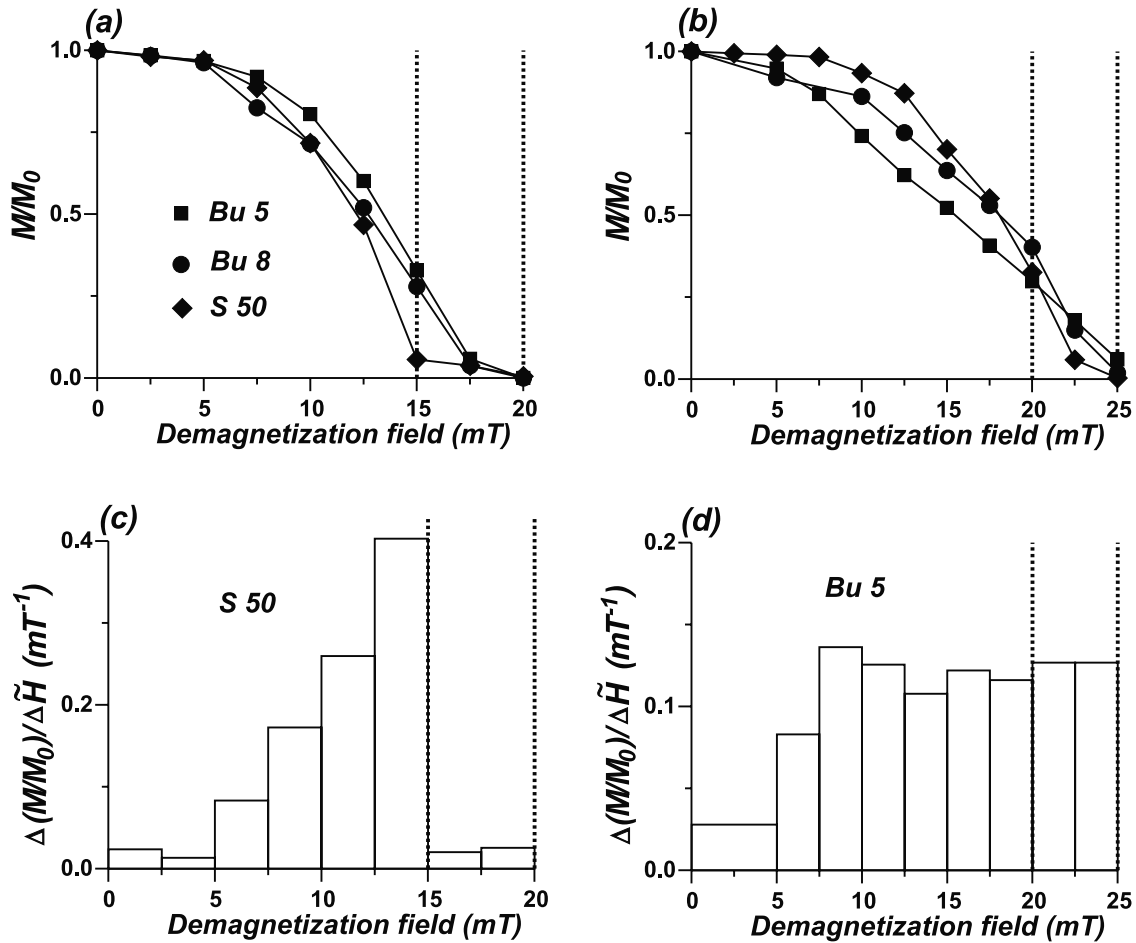 (a)
1.0
0.5
0.0
M/M₀
Bu 5
Bu 8
S 50
0 5 10 15 20
Demagnetization field (mT)
(b)
1.0
0.5
0.0
M/M₀
0 5 10 15 20 25
Demagnetization field (mT)
(c)
0.4
0.2
0.0
Δ(M/M₀)/ΔH̃ (mT⁻¹)
S 50
0 5 10 15 20
Demagnetization field (mT)
(d)
0.2
0.1
0.0
Δ(M/M₀)/ΔH̃ (mT⁻¹)
Bu 5
0 5 10 15 20 25
Demagnetization field (mT)